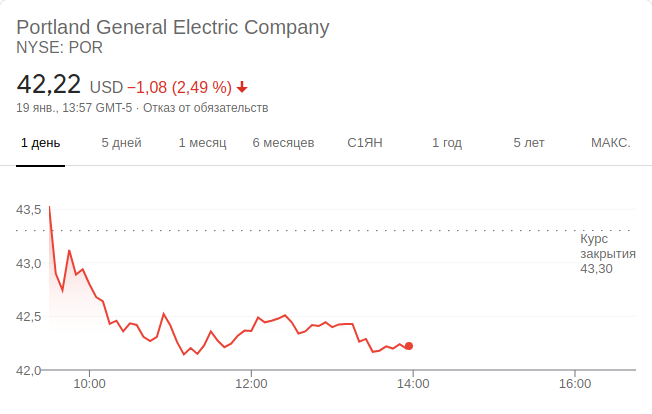 Portland General Electric Company
NYSE: POR
42,22 USD −1,08 (2,49 %)
19 янв., 13:57 GMT-5 · Отказ от обязательств
1 день 5 дней 1 месяц 6 месяцев С1ЯН 1 год 5 лет МАКС.
43,5
Курс
закрытия
43,30
43,0
42,5
42,0
10:00 12:00 14:00 16:00